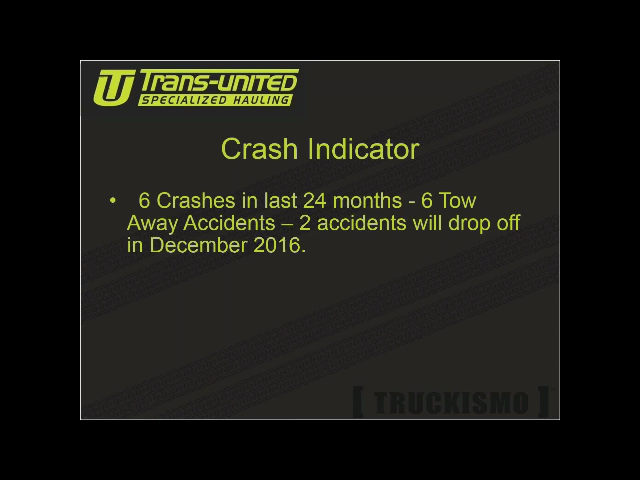 Trans-United
SPECIALIZED HAULING
Crash Indicator
• 6 Crashes in last 24 months - 6 Tow
Away Accidents – 2 accidents will drop off
in December 2016.
[ TRUCKISMO ]